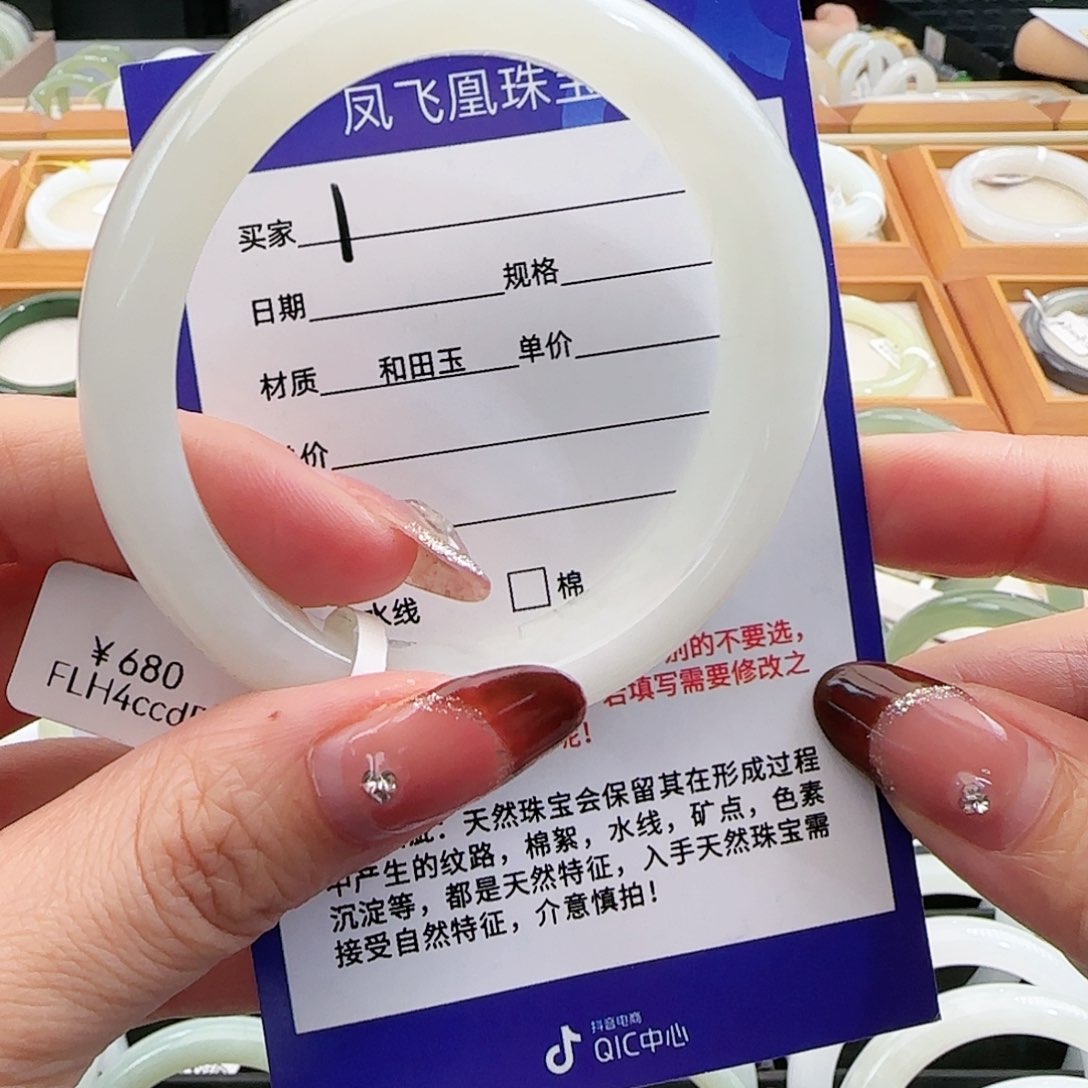 凤飞凰珠宝
买家
日期 规格
材质 和田玉 单价
价
水线 □ 棉
别的不要选，
若填写需要修改之
呢！
：天然珠宝会保留其在形成过程
中产生的纹路，棉絮，水线，矿点，色素
沉淀等，都是天然特征，入手天然珠宝需
接受自然特征，介意慎拍！
抖音电商
QIC中心
￥680
FLH4ccd